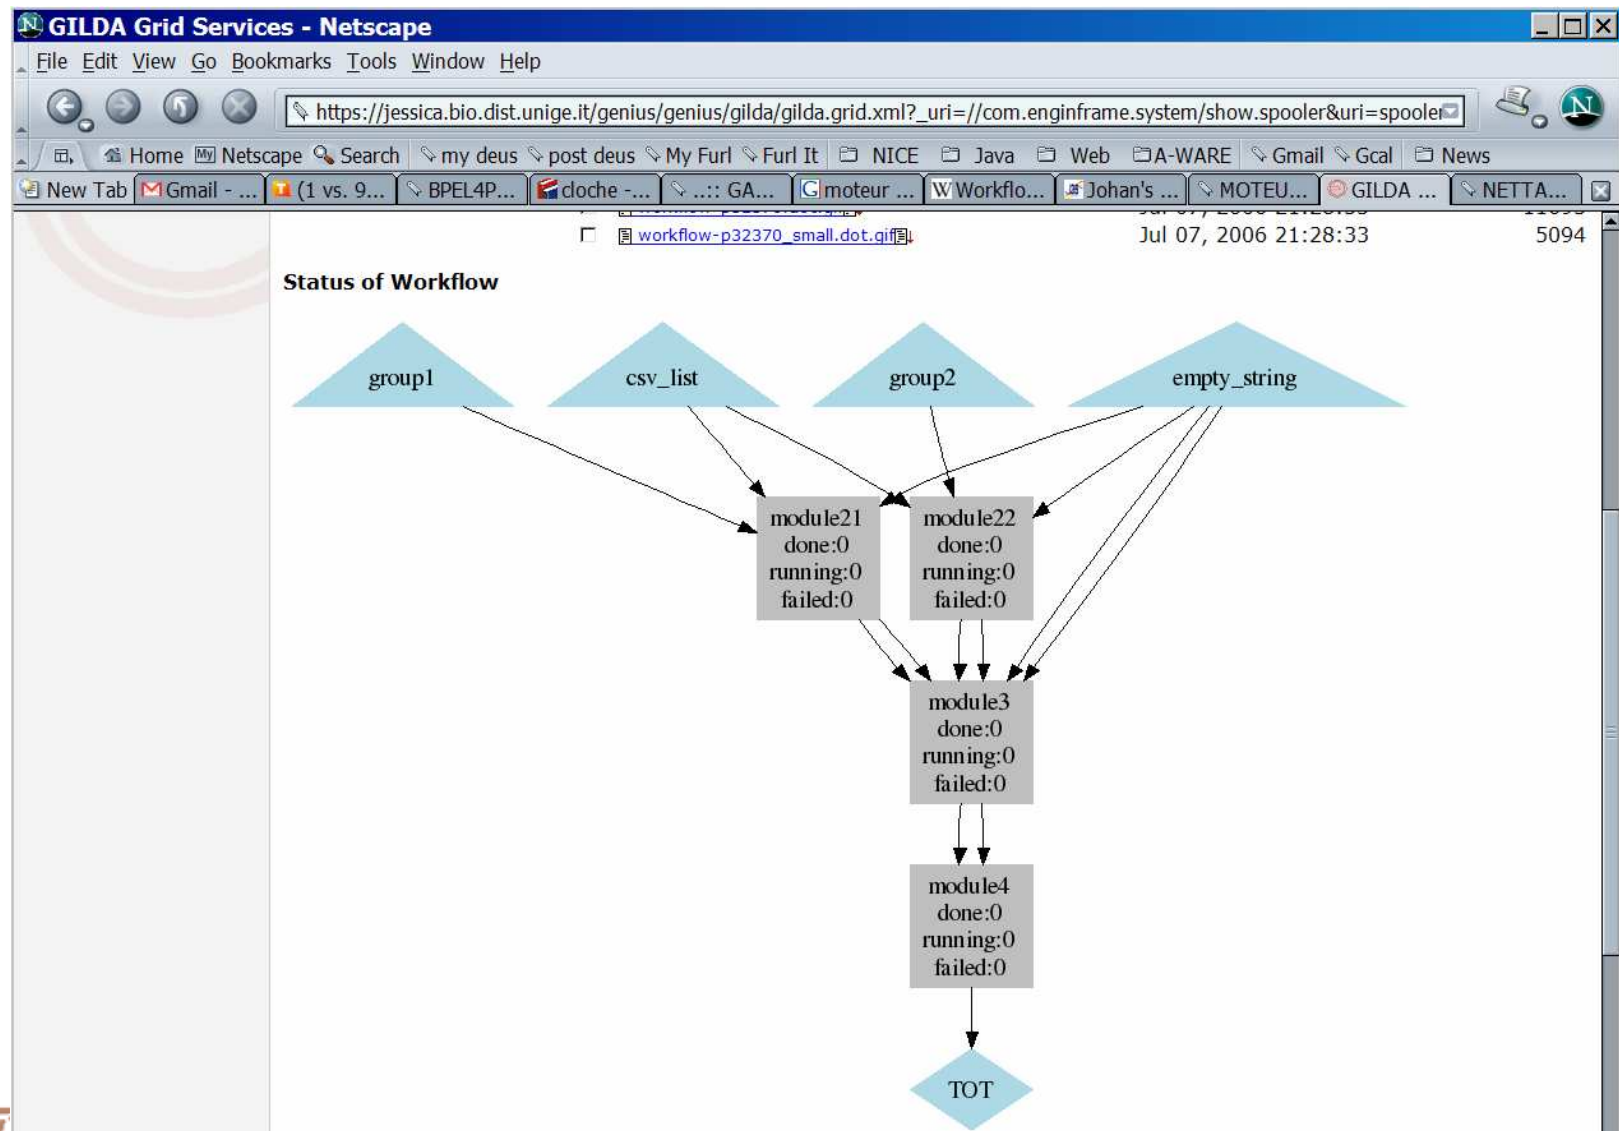 GILDA Grid Services - Netscape
File Edit View Go Bookmarks Tools Window Help
https://jessica.bio.dist.unige.it/genius/genius/gilda/gilda.grid.xml?_uri=//com.enginframe.system/show.spooler&uri=spooler
Home My Netscape Search my deus post deus My Furl Furl It NICE Java Web A-WARE Gmail Gcal News
New Tab Gmail - ... (1 vs. 9... BPEL4P... cloche -... ..:: GA... moteur ... Workflo... Johan's ... MOTEU... GILDA ... NETTA...
workflow-p32370_small.dot.gif Jul 07, 2006 21:28:33 5094
Status of Workflow
group1 csv_list group2 empty_string
module21
done:0
running:0
failed:0
module22
done:0
running:0
failed:0
module3
done:0
running:0
failed:0
module4
done:0
running:0
failed:0
TOT